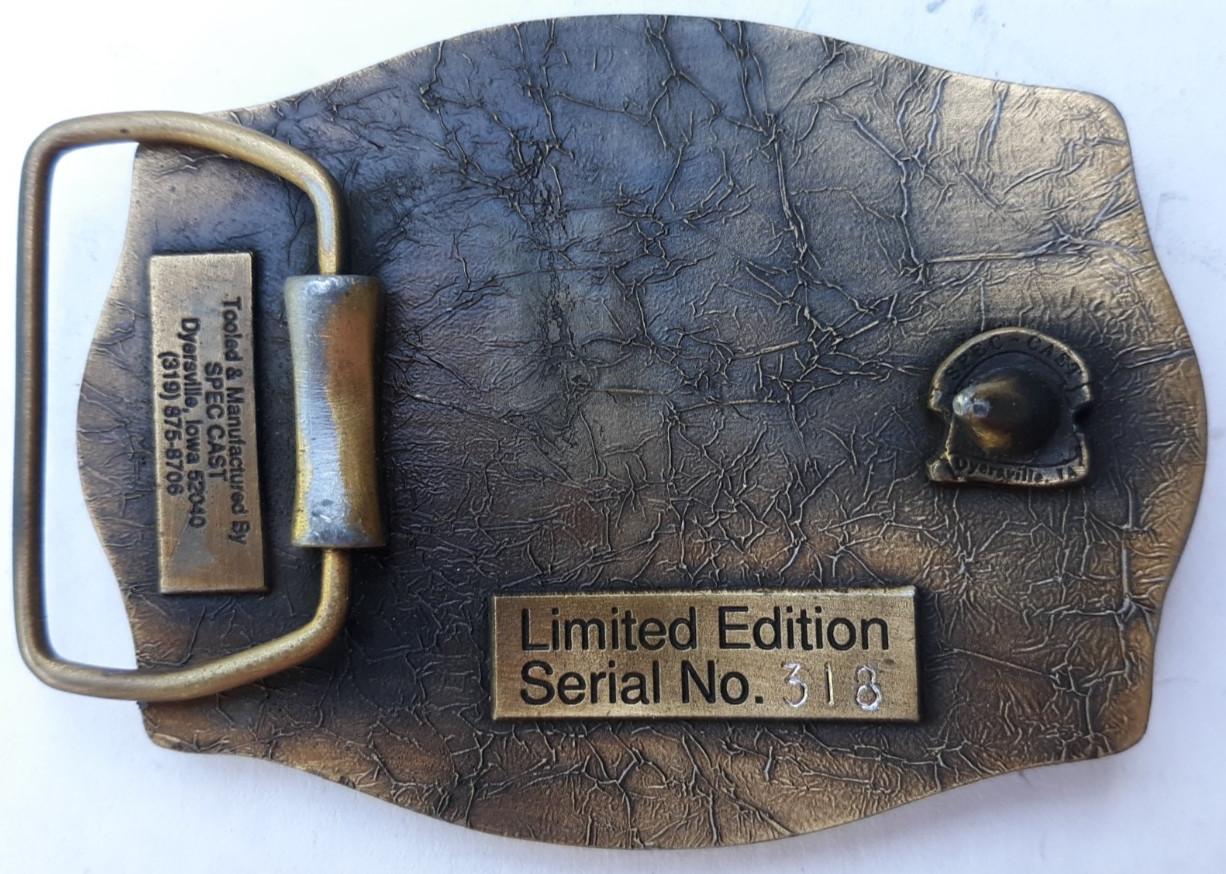 Tooled & Manufactured By
SPEC CAST
Dyersville, Iowa 52040
(319) 875-8706
SPEC-CAST
Dyersville, IA
Limited Edition
Serial No. 318